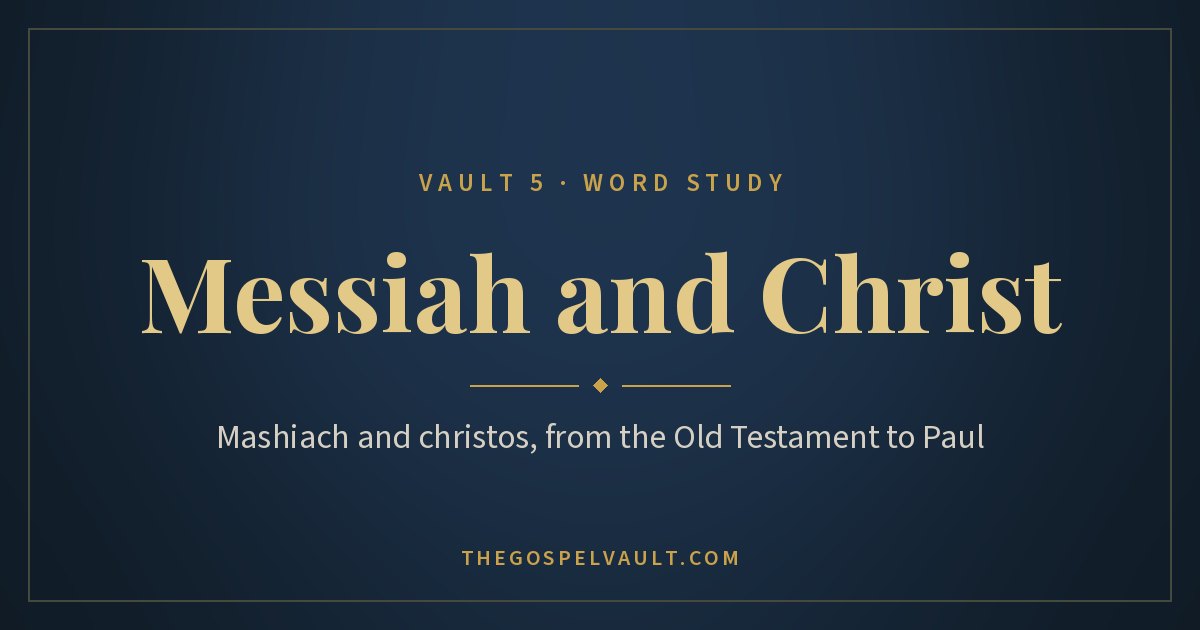 VAULT 5 · WORD STUDY
Messiah and Christ
Mashiach and christos, from the Old Testament to Paul
THEGOSPELVAULT.COM